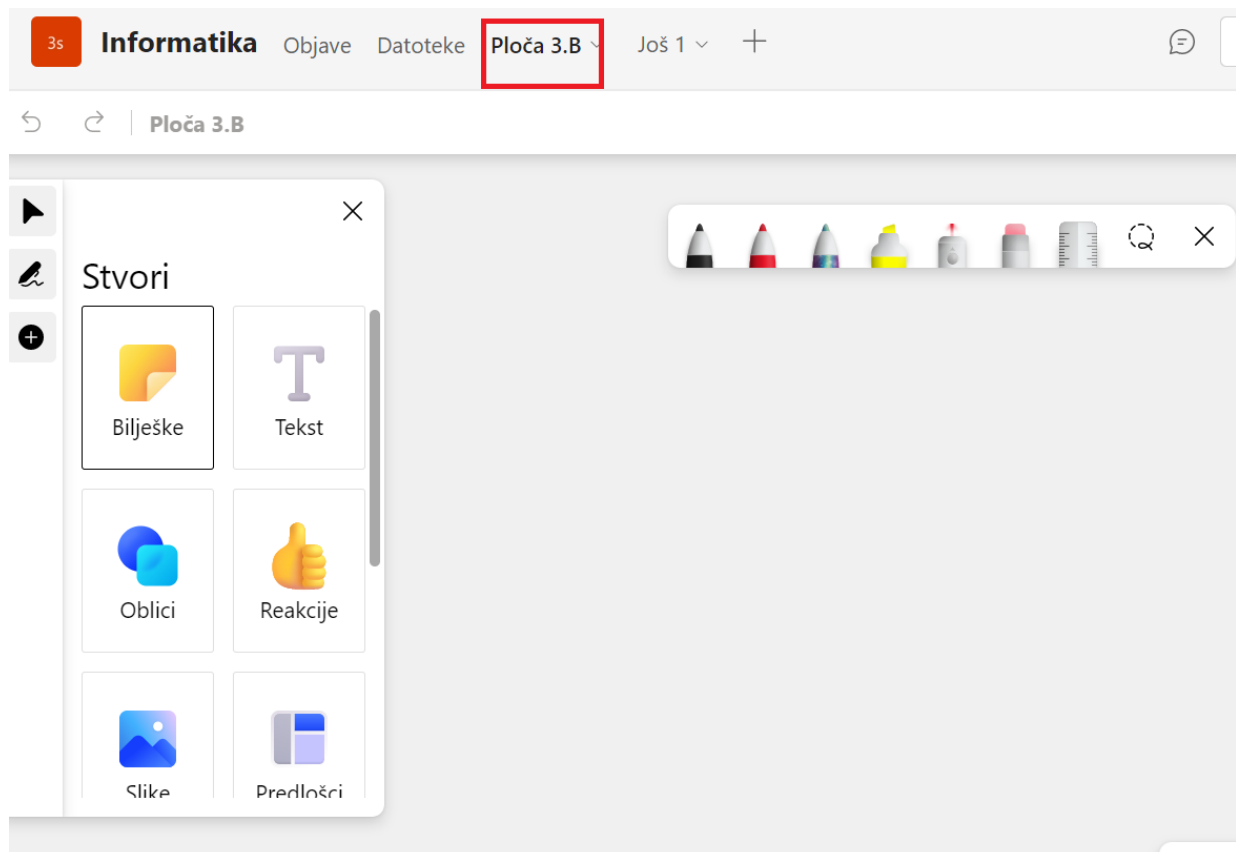 3s Informatika Objave Datoteke Ploča 3.B Još 1
Ploča 3.B
Stvori
Bilješke Tekst
Oblici Reakcije
Slike Predlošci